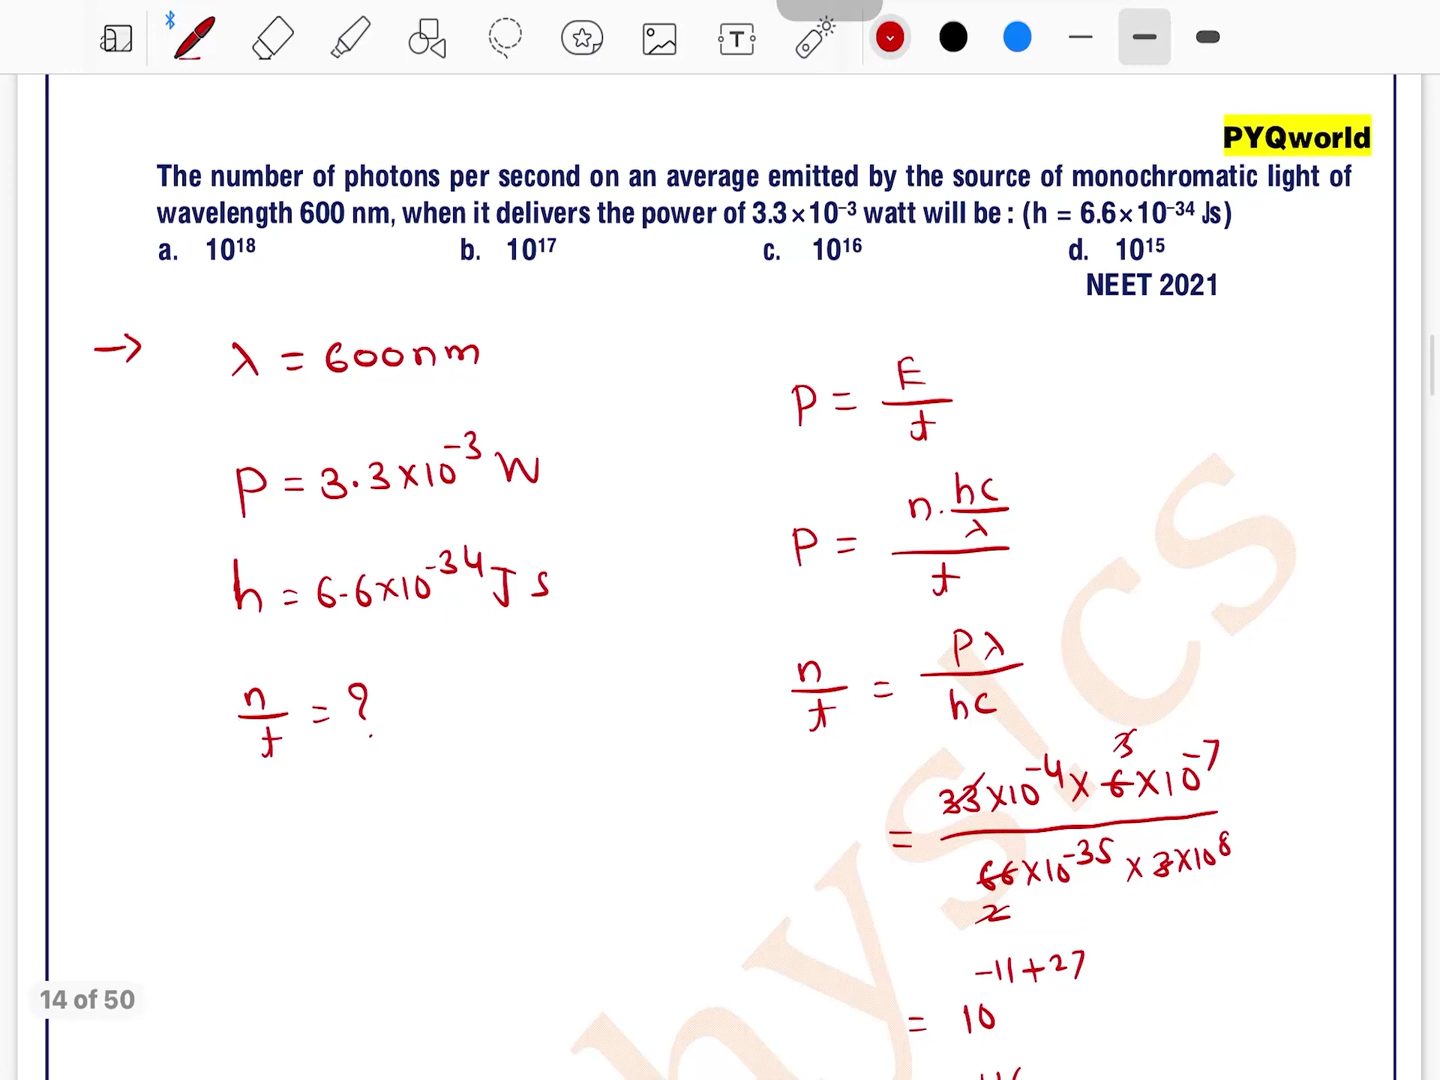 PYQworld
The number of photons per second on an average emitted by the source of monochromatic light of
wavelength 600 nm, when it delivers the power of 3.3×10⁻³ watt will be : (h = 6.6×10⁻³⁴ Js)
a. 10¹⁸ b. 10¹⁷ c. 10¹⁶ d. 10¹⁵
NEET 2021
→ λ = 600nm
P = 3.3×10⁻³ W
h = 6.6×10⁻³⁴ J s
n/t = ?
P = E/t
P = (n.hc/λ)/t
n/t = Pλ/hc
= (33×10⁻⁴ × 6×10⁻⁷)/(66×10⁻³⁵ × 3×10⁸)
2
= 10⁻¹¹⁺²⁷
14 of 50
hysics
T